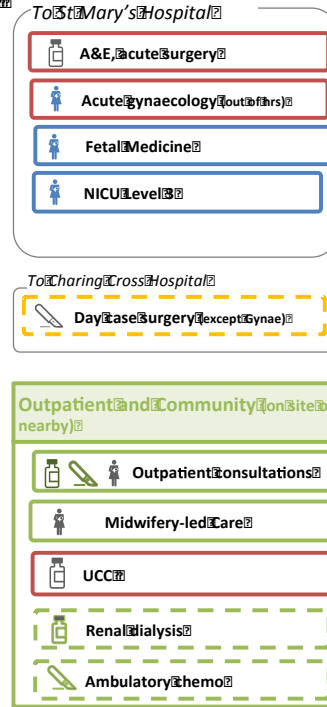 To St Mary's Hospital
A&E, acute surgery
Acute gynaecology (out of hrs)
Fetal Medicine
NICU Level 3
To Charing Cross Hospital
Day case surgery (except Gynae)
Outpatient and Community (on site
nearby)
Outpatient consultations
Midwifery-led Care
UCC
Renal dialysis
Ambulatory chemo